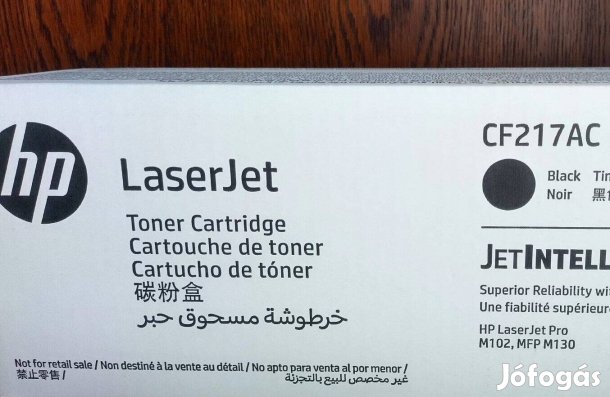 hp
LaserJet
Toner Cartridge
Cartouche de toner
Cartucho de tóner
碳粉盒
خرطوشة مسحوق حبر
Not for retail sale / Non destiné à la vente au détail / No apto para venta al por menor /
禁止零售 / غير مخصص للبيع بالتجزئة
CF217AC
Black
Noir
JETINTELL
Superior Reliability
Une fiabilité supérieure
HP LaserJet Pro
M102, MFP M130
Jófogás